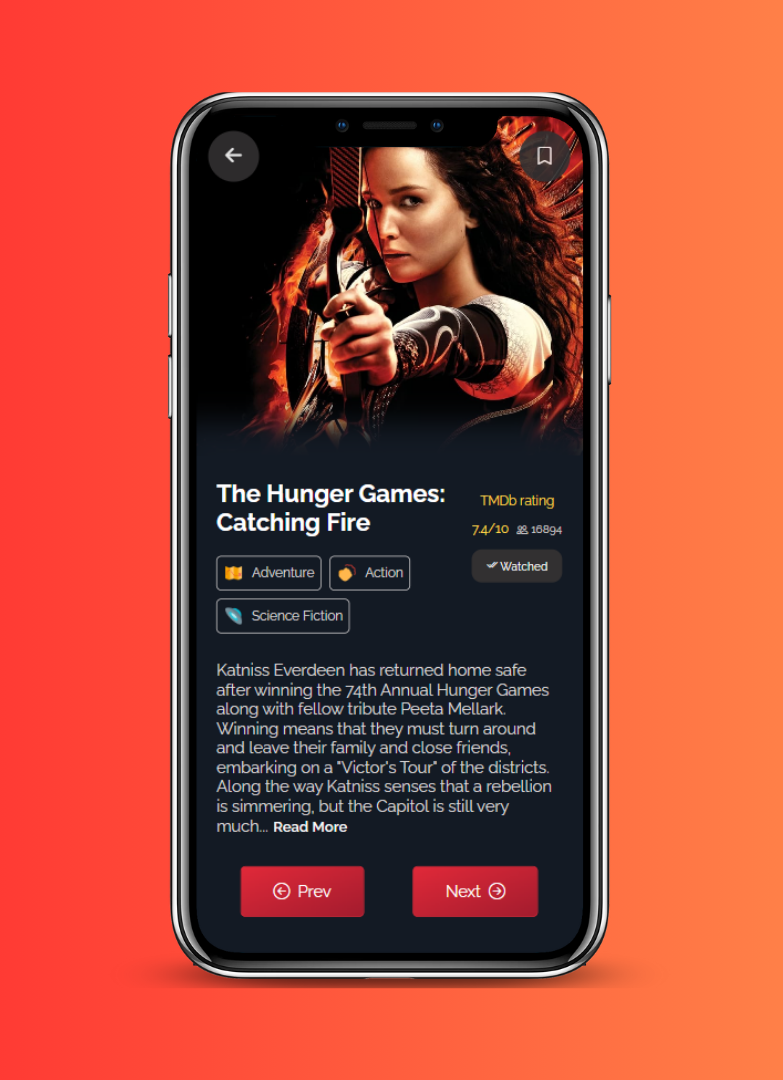 The Hunger Games:
Catching Fire
TMDb rating
7.4/10 16894
Watched
Adventure
Action
Science Fiction
Katniss Everdeen has returned home safe
after winning the 74th Annual Hunger Games
along with fellow tribute Peeta Mellark.
Winning means that they must turn around
and leave their family and close friends,
embarking on a "Victor's Tour" of the districts.
Along the way Katniss senses that a rebellion
is simmering, but the Capitol is still very
much... Read More
Prev
Next